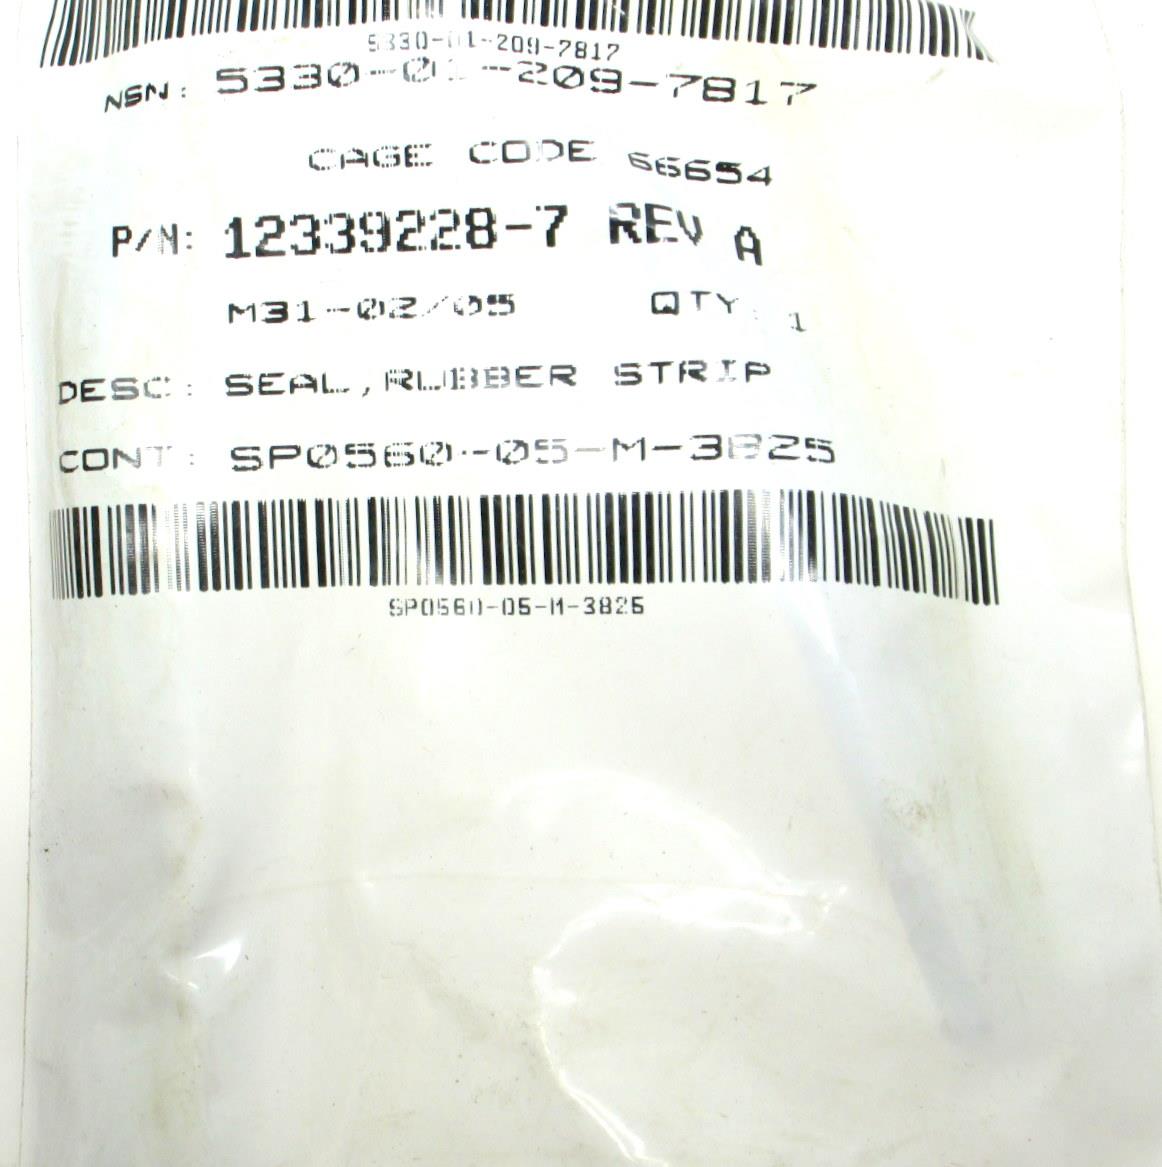 5330-01-209-7817
NSN: 5330-01-209-7817
CAGE CODE 66654
P/N: 12339228-7 REV A
M31-02/05 QTY: 1
DESC: SEAL, RUBBER STRIP
CONT: SP0560-05-M-3825
SP0560-05-M-3825